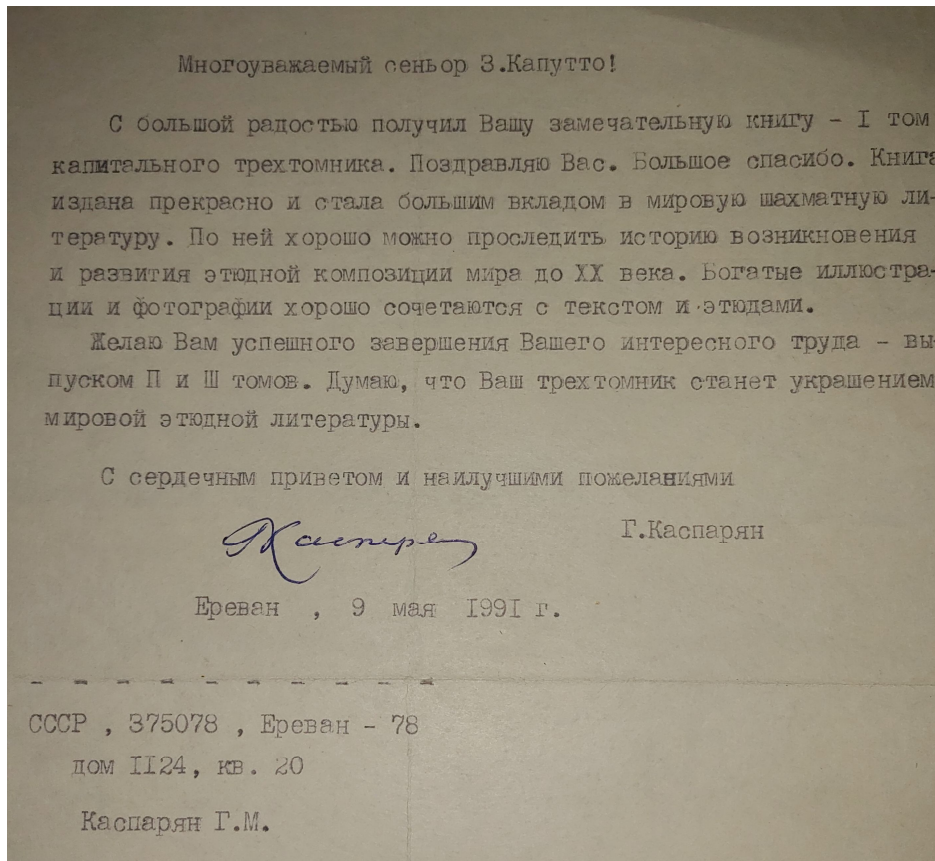 Многоуважаемый сеньор З.Капутто!
С большой радостью получил Вашу замечательную книгу - I том
капитального трехтомника. Поздравляю Вас. Большое спасибо. Книга
издана прекрасно и стала большим вкладом в мировую шахматную ли-
тературу. По ней хорошо можно проследить историю возникновения
и развития этюдной композиции мира до XX века. Богатые иллюстра-
ции и фотографии хорошо сочетаются с текстом и этюдами.
Желаю Вам успешного завершения Вашего интересного труда - вы-
пуском П и Ш томов. Думаю, что Ваш трехтомник станет украшением
мировой этюдной литературы.
С сердечным приветом и наилучшими пожеланиями
ГКаспарян Г.Каспарян
Ереван , 9 мая I99I г.
СССР , 375078 , Ереван - 78
дом II24, кв. 20
Каспарян Г.М.